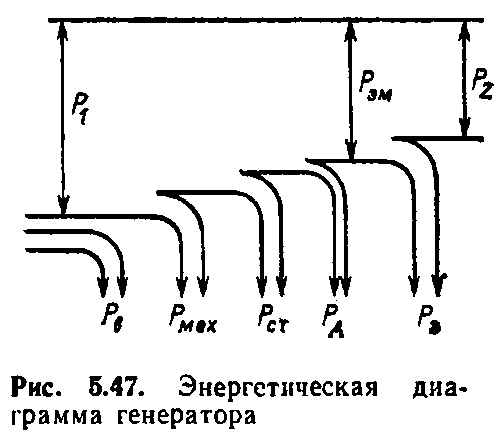 P₁
Pэм
P₂
Pв
Pмех
Pст
Pд
Pэ
Рис. 5.47. Энергетическая диа-
грамма генератора